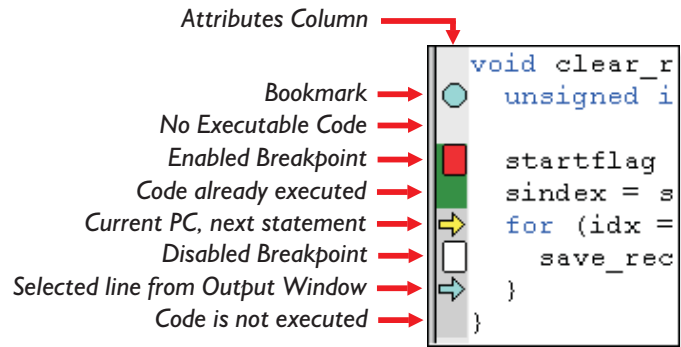 Attributes Column
void clear_r
Bookmark
unsigned i
No Executable Code
Enabled Breakpoint
startflag
Code already executed
sindex = s
Current PC, next statement
for (idx =
Disabled Breakpoint
save_rec
Selected line from Output Window
}
Code is not executed
}